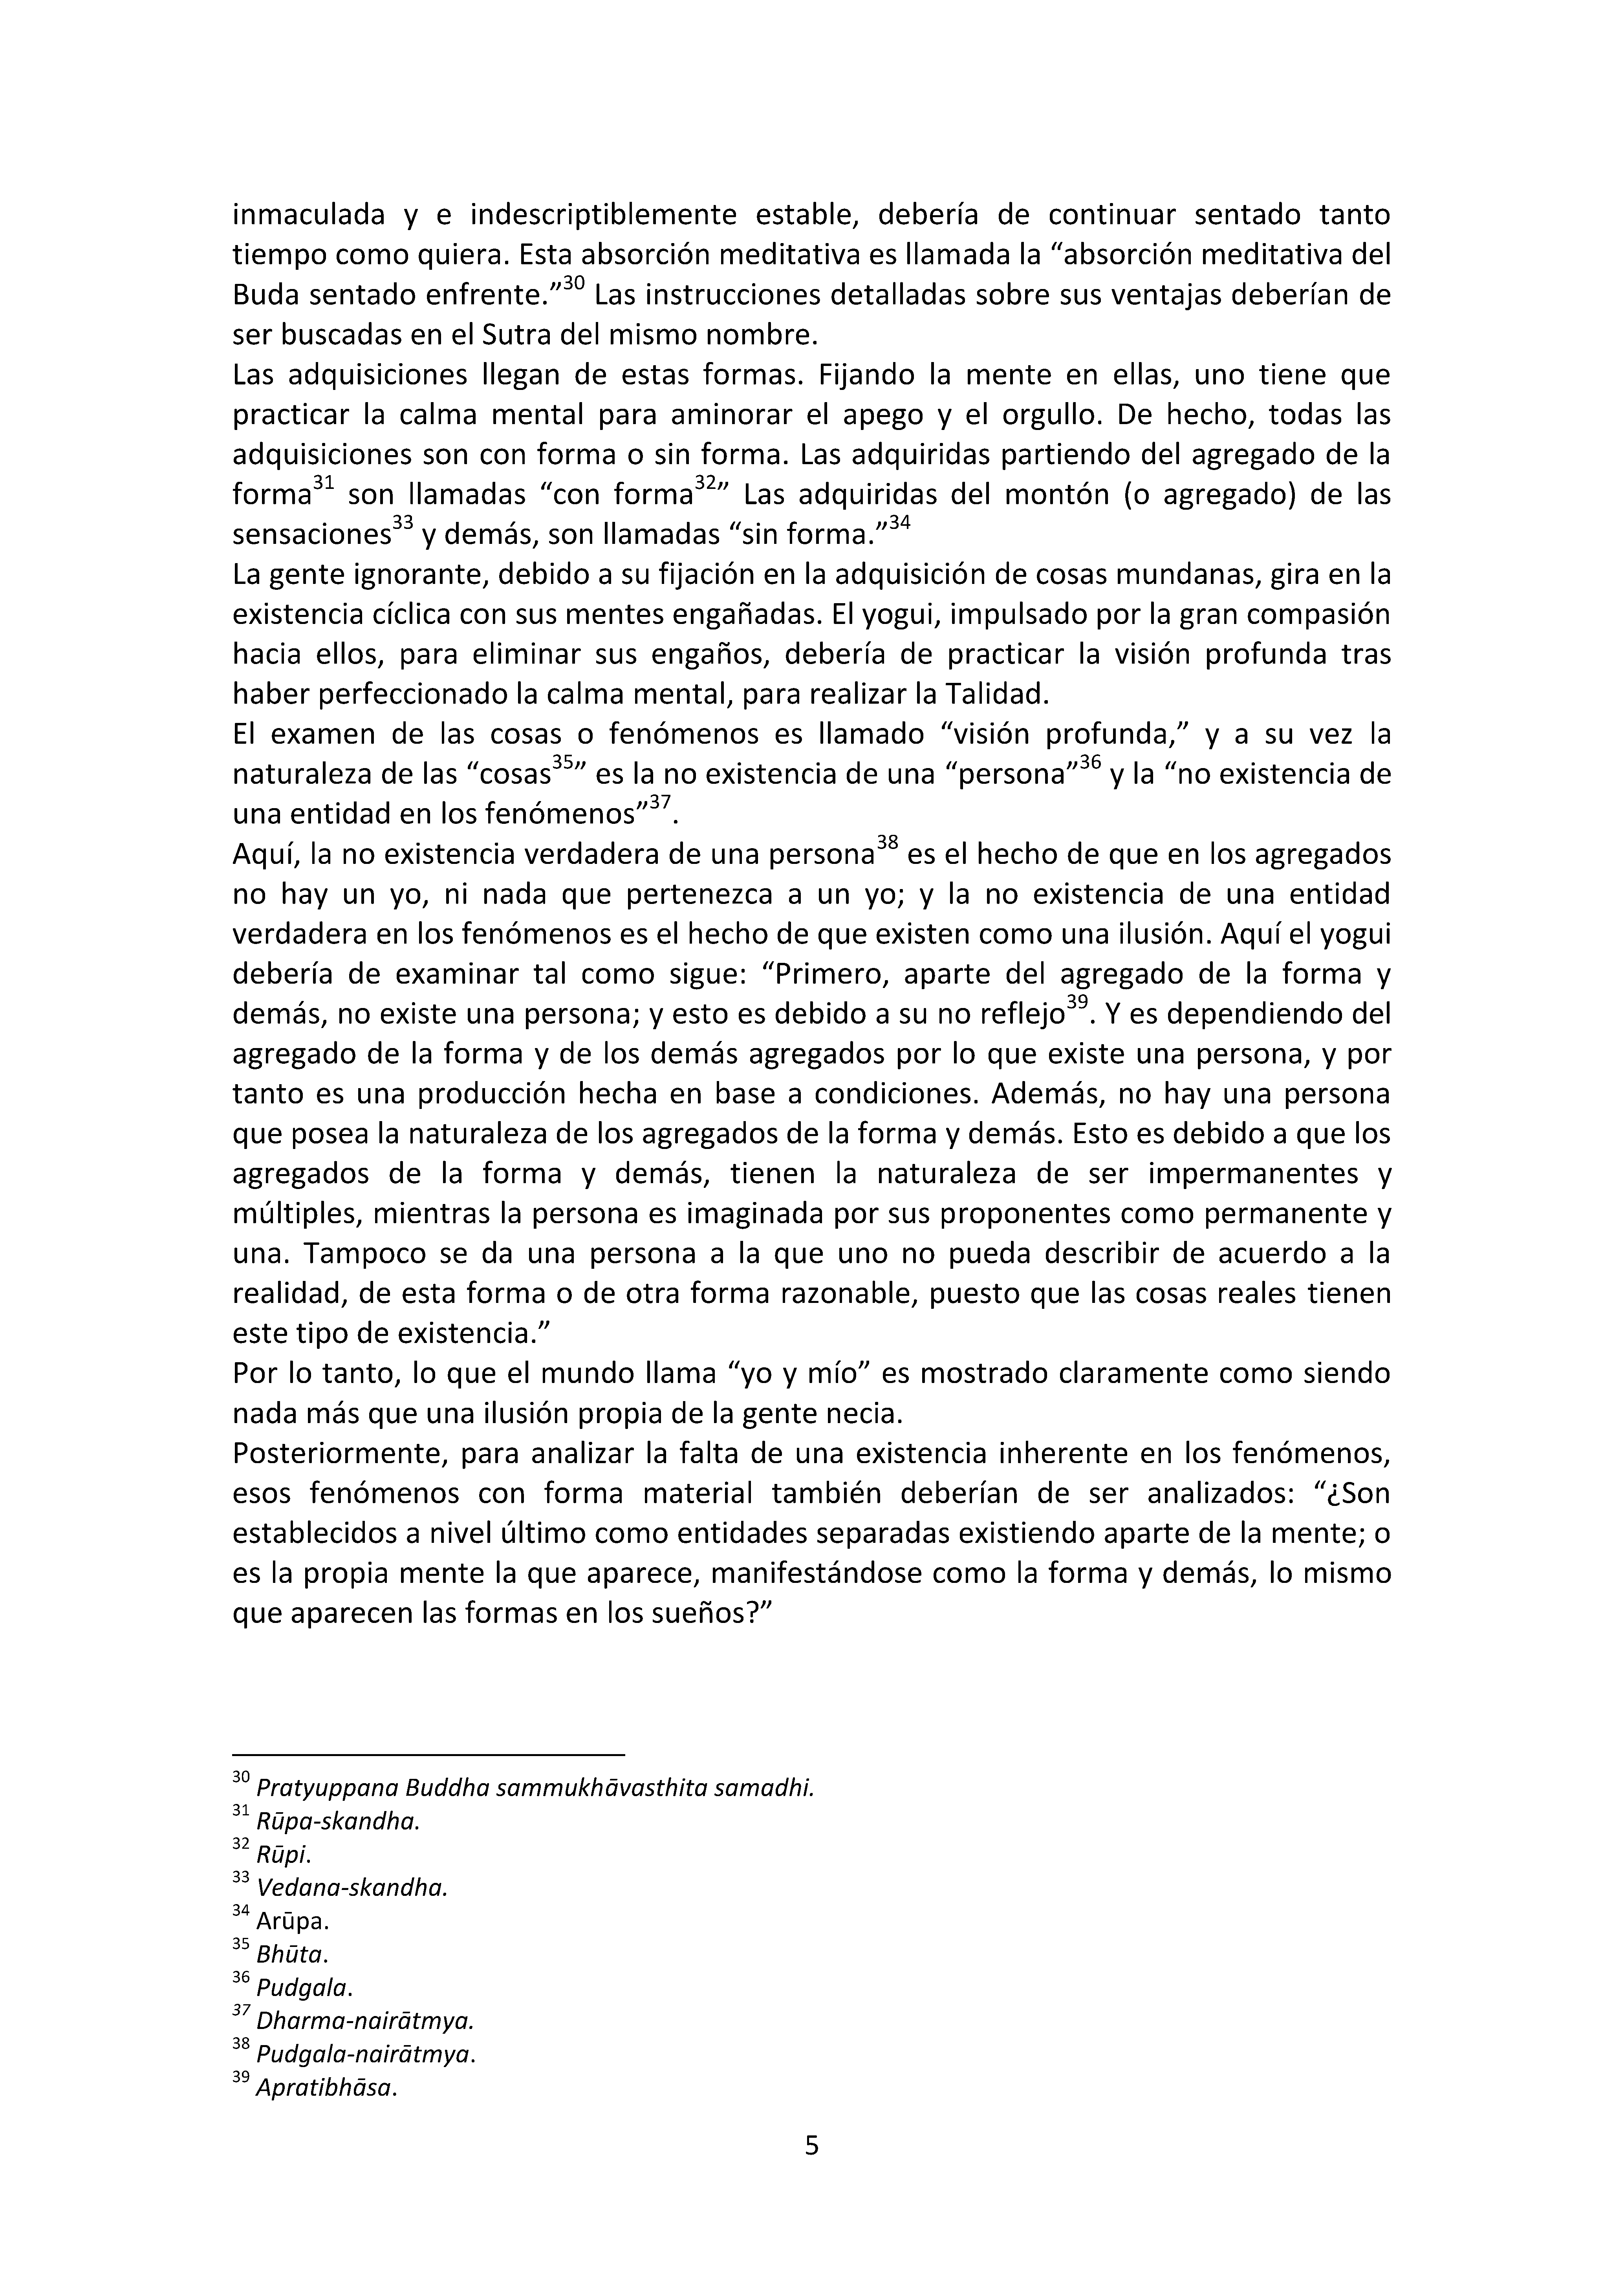 inmaculada y e indescriptiblemente estable, debería de continuar sentado tanto
tiempo como quiera. Esta absorción meditativa es llamada la “absorción meditativa del
Buda sentado enfrente.”30 Las instrucciones detalladas sobre sus ventajas deberían de
ser buscadas en el Sutra del mismo nombre.
Las adquisiciones llegan de estas formas. Fijando la mente en ellas, uno tiene que
practicar la calma mental para aminorar el apego y el orgullo. De hecho, todas las
adquisiciones son con forma o sin forma. Las adquiridas partiendo del agregado de la
forma31 son llamadas “con forma32” Las adquiridas del montón (o agregado) de las
sensaciones33 y demás, son llamadas “sin forma.”34
La gente ignorante, debido a su fijación en la adquisición de cosas mundanas, gira en la
existencia cíclica con sus mentes engañadas. El yogui, impulsado por la gran compasión
hacia ellos, para eliminar sus engaños, debería de practicar la visión profunda tras
haber perfeccionado la calma mental, para realizar la Talidad.
El examen de las cosas o fenómenos es llamado “visión profunda,” y a su vez la
naturaleza de las “cosas35” es la no existencia de una “persona”36 y la “no existencia de
una entidad en los fenómenos”37.
Aquí, la no existencia verdadera de una persona38 es el hecho de que en los agregados
no hay un yo, ni nada que pertenezca a un yo; y la no existencia de una entidad
verdadera en los fenómenos es el hecho de que existen como una ilusión. Aquí el yogui
debería de examinar tal como sigue: “Primero, aparte del agregado de la forma y
demás, no existe una persona; y esto es debido a su no reflejo39. Y es dependiendo del
agregado de la forma y de los demás agregados por lo que existe una persona, y por
tanto es una producción hecha en base a condiciones. Además, no hay una persona
que posea la naturaleza de los agregados de la forma y demás. Esto es debido a que los
agregados de la forma y demás, tienen la naturaleza de ser impermanentes y
múltiples, mientras la persona es imaginada por sus proponentes como permanente y
una. Tampoco se da una persona a la que uno no pueda describir de acuerdo a la
realidad, de esta forma o de otra forma razonable, puesto que las cosas reales tienen
este tipo de existencia.”
Por lo tanto, lo que el mundo llama “yo y mío” es mostrado claramente como siendo
nada más que una ilusión propia de la gente necia.
Posteriormente, para analizar la falta de una existencia inherente en los fenómenos,
esos fenómenos con forma material también deberían de ser analizados: “¿Son
establecidos a nivel último como entidades separadas existiendo aparte de la mente; o
es la propia mente la que aparece, manifestándose como la forma y demás, lo mismo
que aparecen las formas en los sueños?”
30 Pratyuppana Buddha sammukhāvasthita samadhi.
31 Rūpa-skandha.
32 Rūpi.
33 Vedana-skandha.
34 Arūpa.
35 Bhūta.
36 Pudgala.
37 Dharma-nairātmya.
38 Pudgala-nairātmya.
39 Apratibhāsa.
5